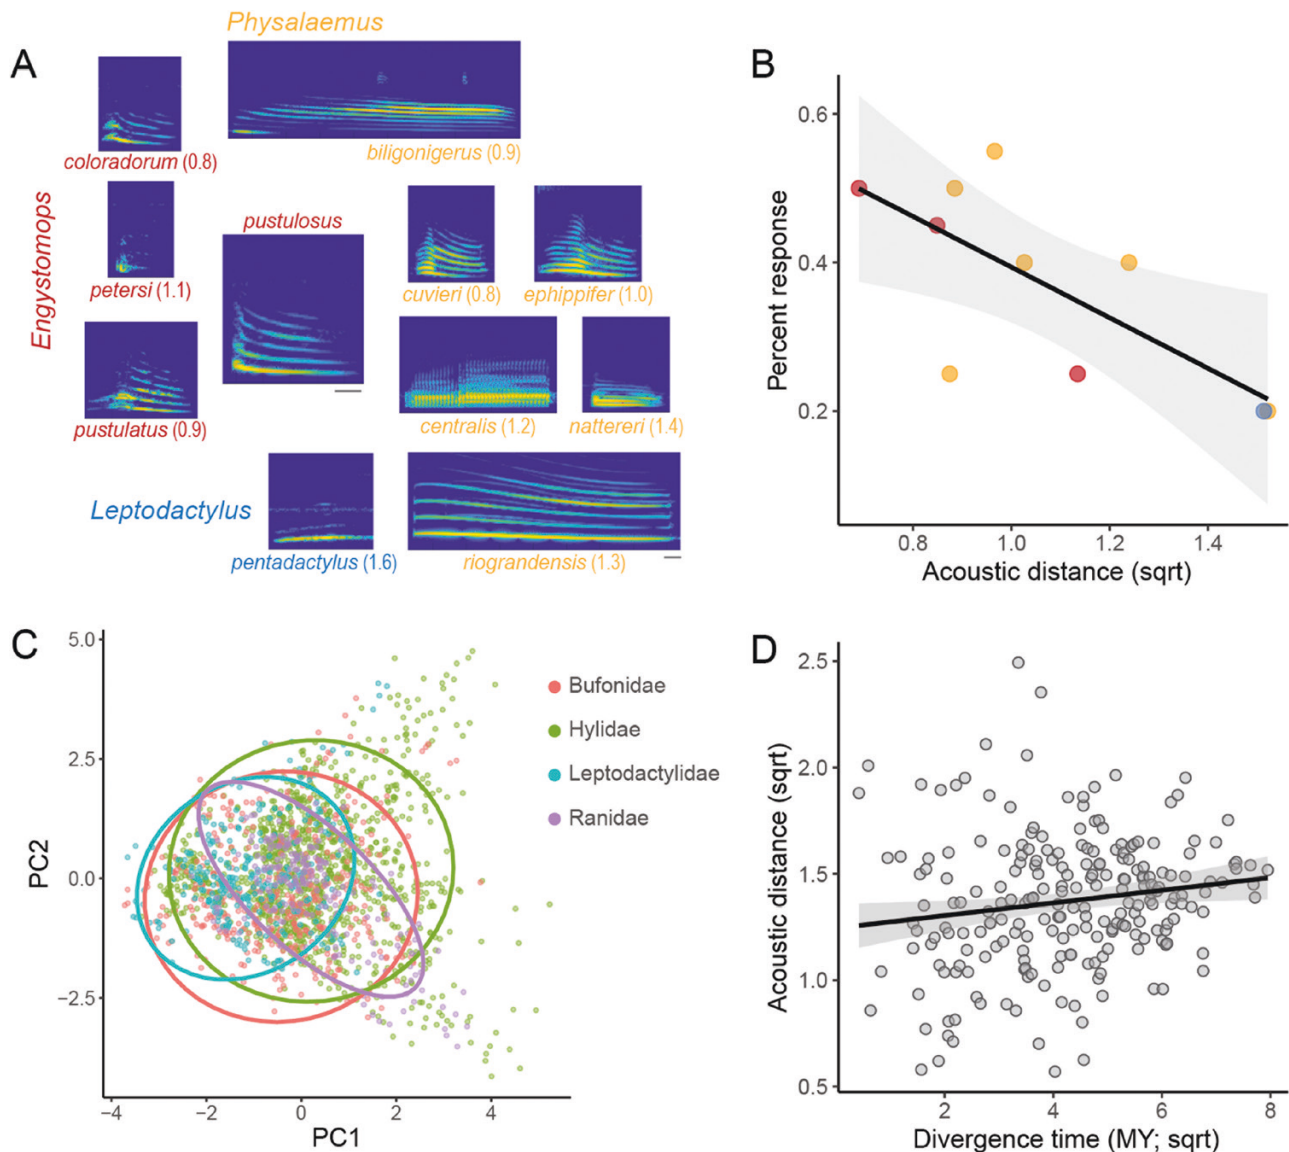 A
Physalaemus
coloradorum (0.8)
biligonigerus (0.9)
Engystomops
petersi (1.1)
pustulosus
cuvieri (0.8)
ephippifer (1.0)
pustulatus (0.9)
centralis (1.2)
nattereri (1.4)
Leptodactylus
pentadactylus (1.6)
riograndensis (1.3)
B
Percent response
0.6
0.4
0.2
0.8
1.0
1.2
1.4
Acoustic distance (sqrt)
C
PC2
5.0
2.5
0.0
−2.5
−4
−2
0
2
4
PC1
Bufonidae
Hylidae
Leptodactylidae
Ranidae
D
Acoustic distance (sqrt)
2.5
2.0
1.5
1.0
0.5
2
4
6
8
Divergence time (MY; sqrt)